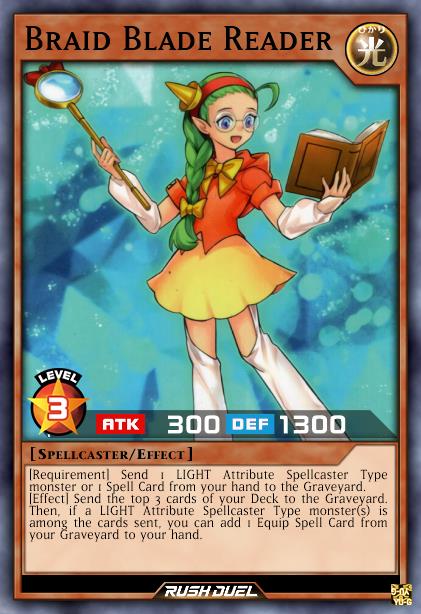 BRAID BLADE READER
ひかり
光
LEVEL
3
ATK 300 DEF 1300
[SPELLCASTER/EFFECT]
[Requirement] Send 1 LIGHT Attribute Spellcaster Type
monster or 1 Spell Card from your hand to the Graveyard.
[Effect] Send the top 3 cards of your Deck to the Graveyard.
Then, if a LIGHT Attribute Spellcaster Type monster(s) is
among the cards sent, you can add 1 Equip Spell Card from
your Graveyard to your hand.
RUSH DUEL